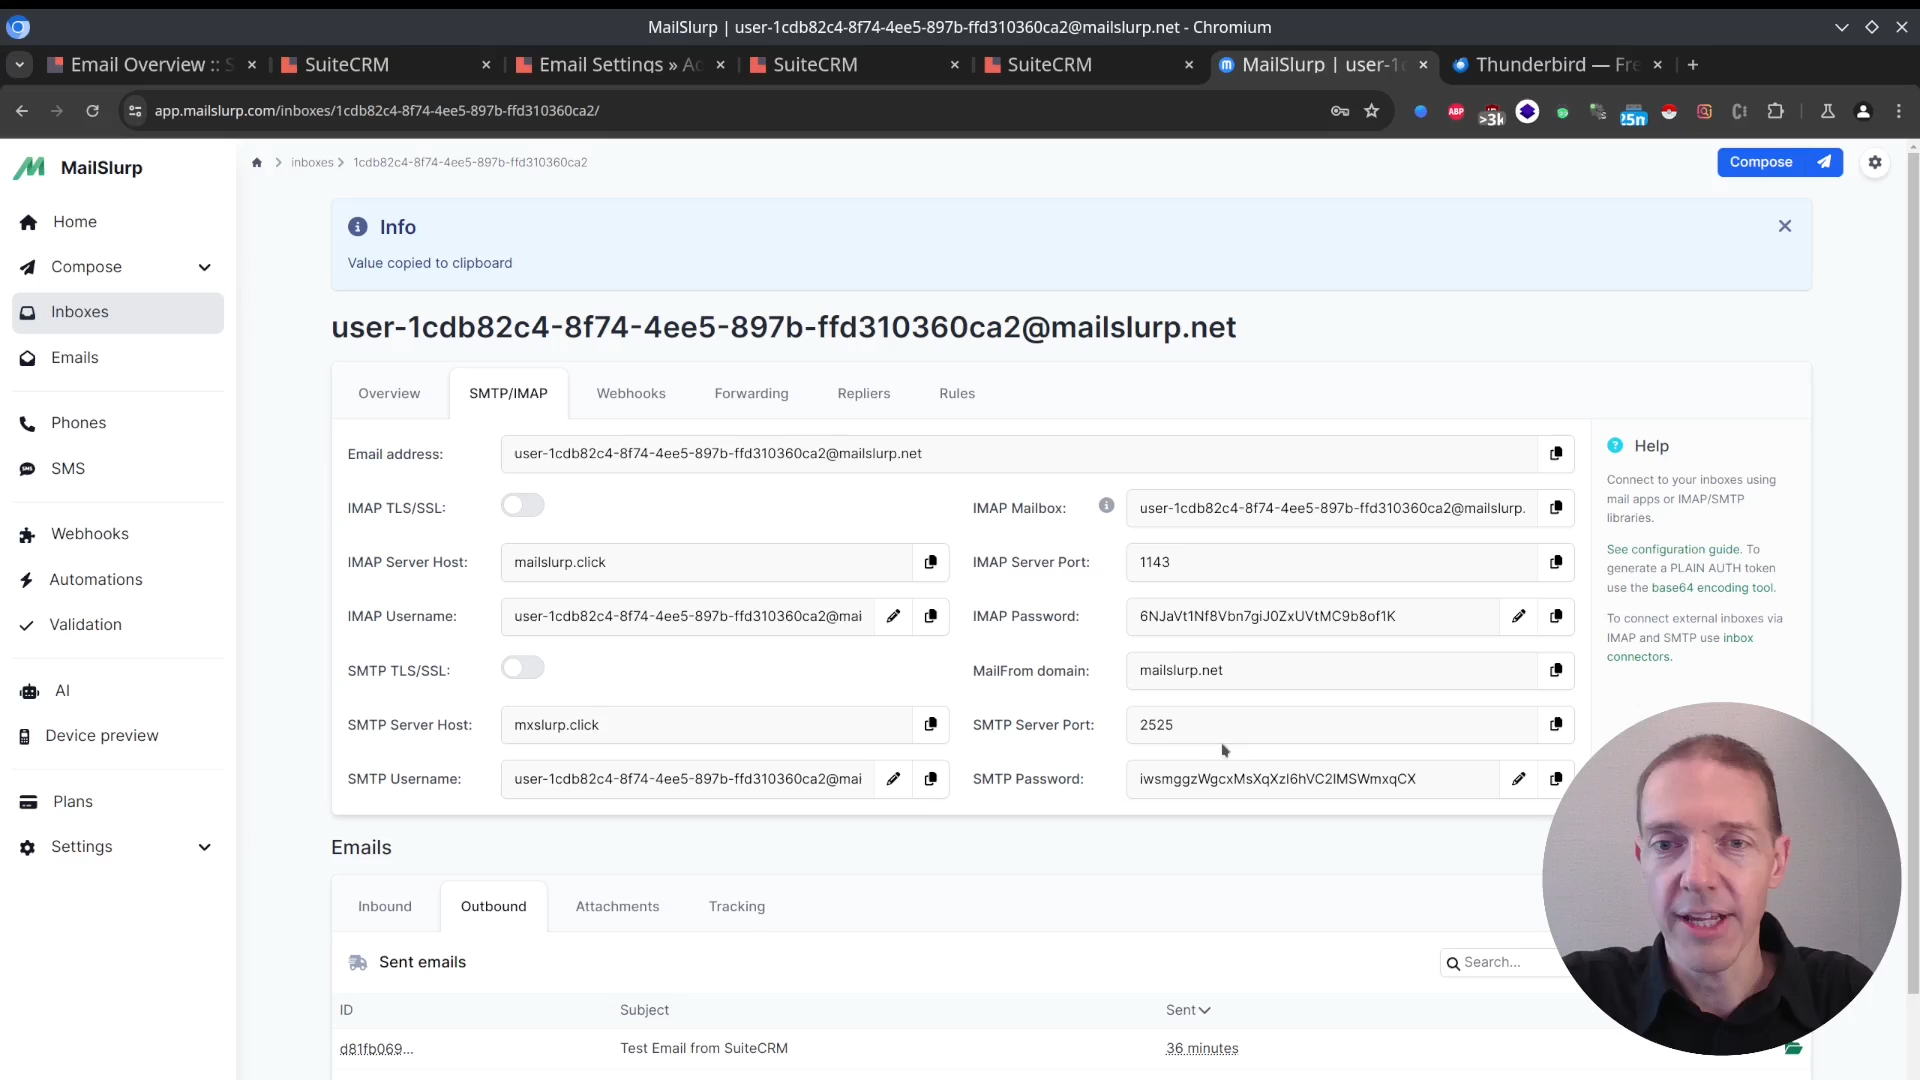 MailSlurp | user-1cdb82c4-8f74-4ee5-897b-ffd310360ca2@mailslurp.net - Chromium
Email Overview :: S
SuiteCRM
Email Settings » Ad
SuiteCRM
SuiteCRM
MailSlurp | user-1c
Thunderbird — Fre
app.mailslurp.com/inboxes/1cdb82c4-8f74-4ee5-897b-ffd310360ca2/
ABP
>3k
25m
MailSlurp
Home
Compose
Inboxes
Emails
Phones
SMS
Webhooks
Automations
Validation
AI
Device preview
Plans
Settings
inboxes
1cdb82c4-8f74-4ee5-897b-ffd310360ca2
Compose
Info
Value copied to clipboard
user-1cdb82c4-8f74-4ee5-897b-ffd310360ca2@mailslurp.net
Overview
SMTP/IMAP
Webhooks
Forwarding
Repliers
Rules
Email address:
user-1cdb82c4-8f74-4ee5-897b-ffd310360ca2@mailslurp.net
IMAP TLS/SSL:
IMAP Mailbox:
user-1cdb82c4-8f74-4ee5-897b-ffd310360ca2@mailslurp.
IMAP Server Host:
mailslurp.click
IMAP Server Port:
1143
IMAP Username:
user-1cdb82c4-8f74-4ee5-897b-ffd310360ca2@mai
IMAP Password:
6NJaVt1Nf8Vbn7giJ0ZxUVtMC9b8of1K
SMTP TLS/SSL:
MailFrom domain:
mailslurp.net
SMTP Server Host:
mxslurp.click
SMTP Server Port:
2525
SMTP Username:
user-1cdb82c4-8f74-4ee5-897b-ffd310360ca2@mai
SMTP Password:
iwsmggzWgcxMsXqXzI6hVC2IMSWmxqCX
Help
Connect to your inboxes using
mail apps or IMAP/SMTP
libraries.
See configuration guide. To
generate a PLAIN AUTH token
use the base64 encoding tool.
To connect external inboxes via
IMAP and SMTP use inbox
connectors.
Emails
Inbound
Outbound
Attachments
Tracking
Sent emails
Search...
ID
Subject
Sent
d81fb069...
Test Email from SuiteCRM
36 minutes